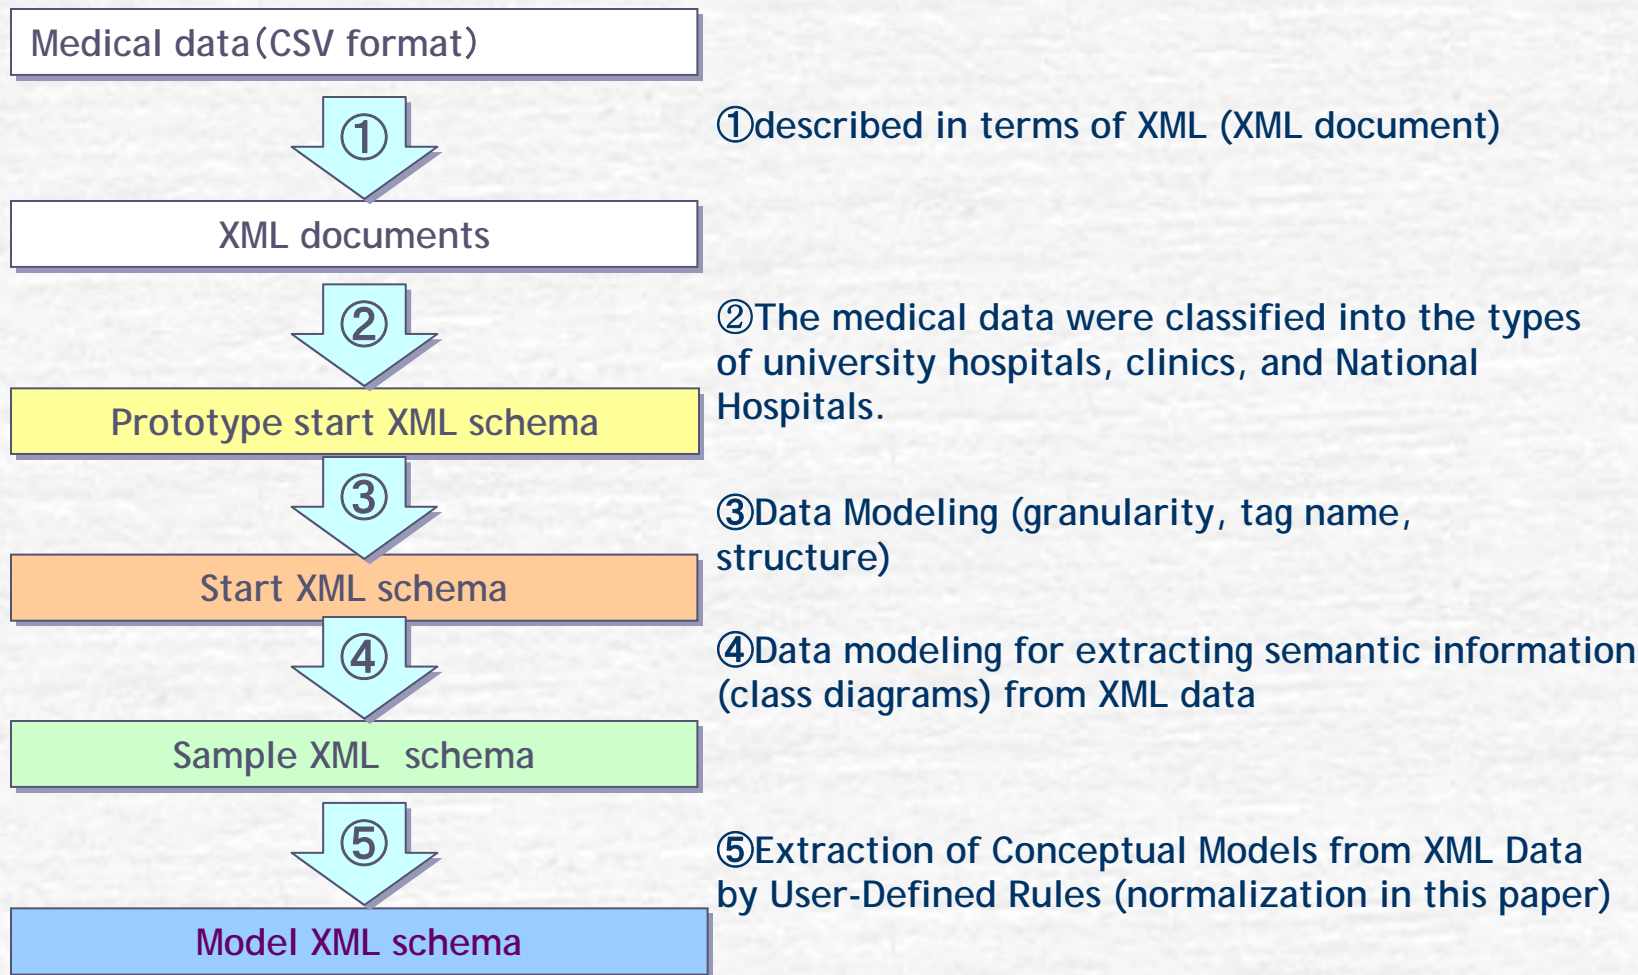 Medical data(CSV format)
①
①described in terms of XML (XML document)
XML documents
②
②The medical data were classified into the types
of university hospitals, clinics, and National
Hospitals.
Prototype start XML schema
③
③Data Modeling (granularity, tag name,
structure)
Start XML schema
④
④Data modeling for extracting semantic information
(class diagrams) from XML data
Sample XML schema
⑤
⑤Extraction of Conceptual Models from XML Data
by User-Defined Rules (normalization in this paper)
Model XML schema